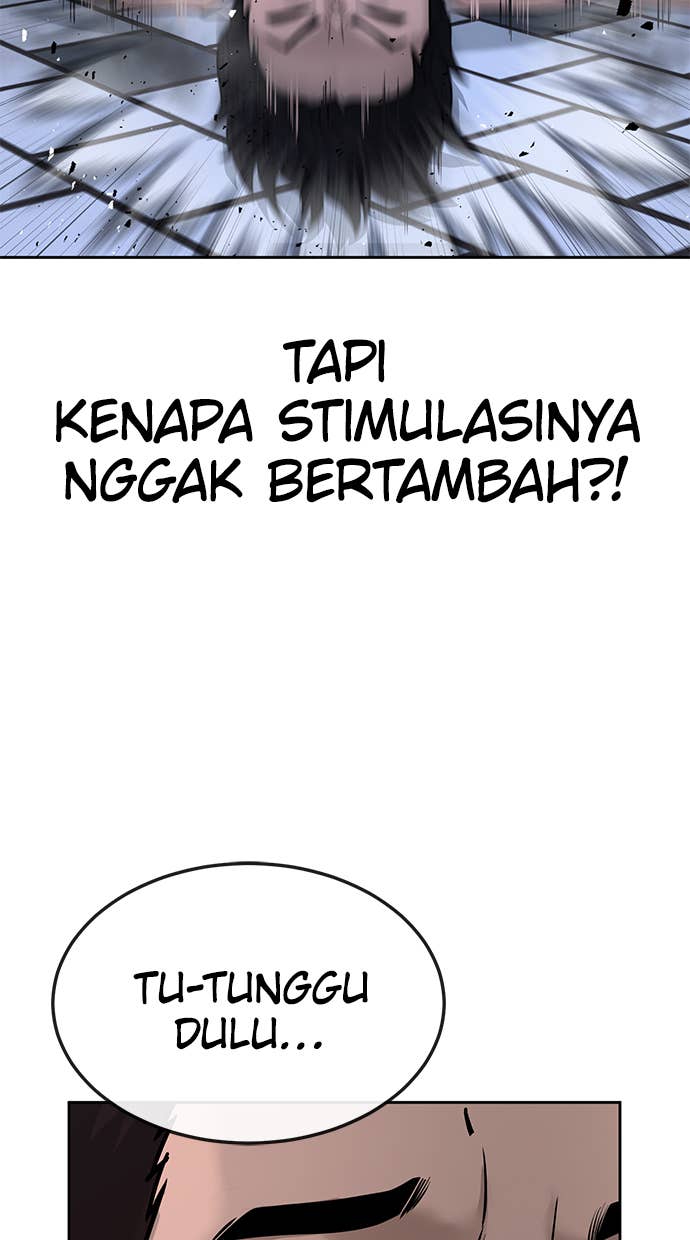 TAPI
KENAPA STIMULASINYA
NGGAK BERTAMBAH?!
TU-TUNGGU
DULU...